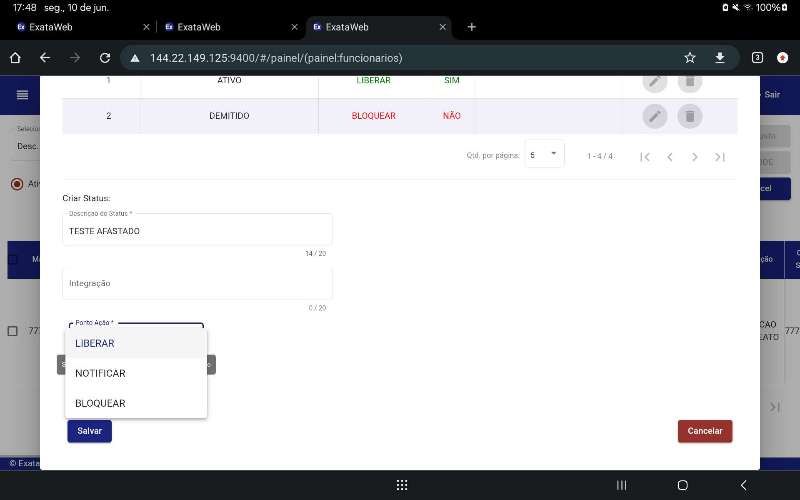 17:48 seg., 10 de jun.
100%
ExataWeb
ExataWeb
ExataWeb
144.22.149.125:9400/#/painel/(painel:funcionarios)
3
Sair
1 ATIVO LIBERAR SIM
2 DEMITIDO BLOQUEAR NÃO
Qtd. por página: 5 1 - 4 / 4
Desc.
Criar Status:
Descrição do Status *
TESTE AFASTADO
14 / 20
Integração
0 / 20
Ponto Ação *
LIBERAR
NOTIFICAR
BLOQUEAR
Salvar
Cancelar
© Exata